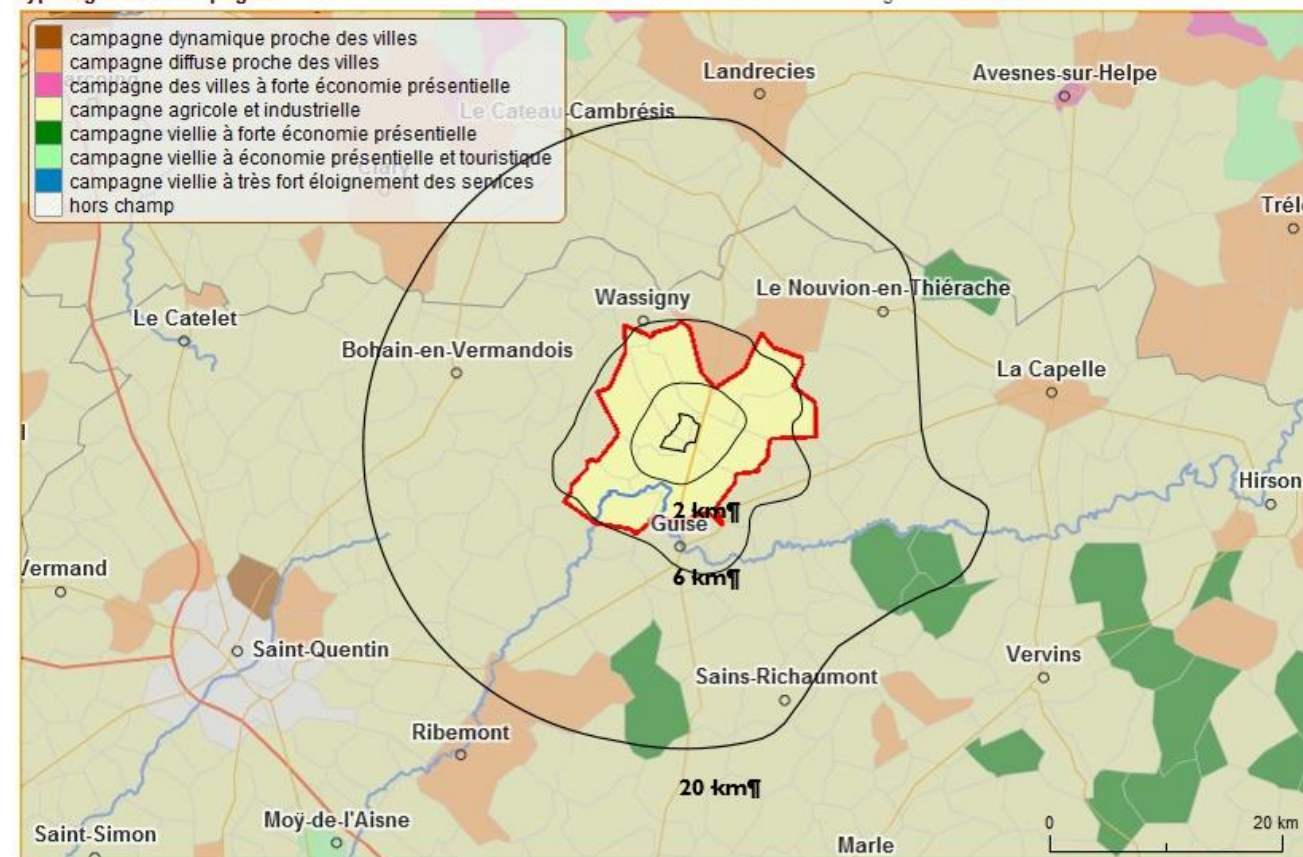 campagne dynamique proche des villes
campagne diffuse proche des villes
campagne des villes à forte économie présentielle
campagne agricole et industrielle
campagne viellie à forte économie présentielle
campagne viellie à économie présentielle et touristique
campagne viellie à très fort éloignement des services
hors champ
Landrecies
Avesnes-sur-Helpe
Le Cateau-Cambrésis
Clary
Trél
Wassigny
Le Nouvion-en-Thiérache
Le Catelet
Bohain-en-Vermandois
La Capelle
Hirson
2 km¶
Guise
6 km¶
Vermand
Saint-Quentin
Vervins
Sains-Richaumont
Ribemont
20 km¶
Moÿ-de-l'Aisne
Saint-Simon
Marle
0
20 km